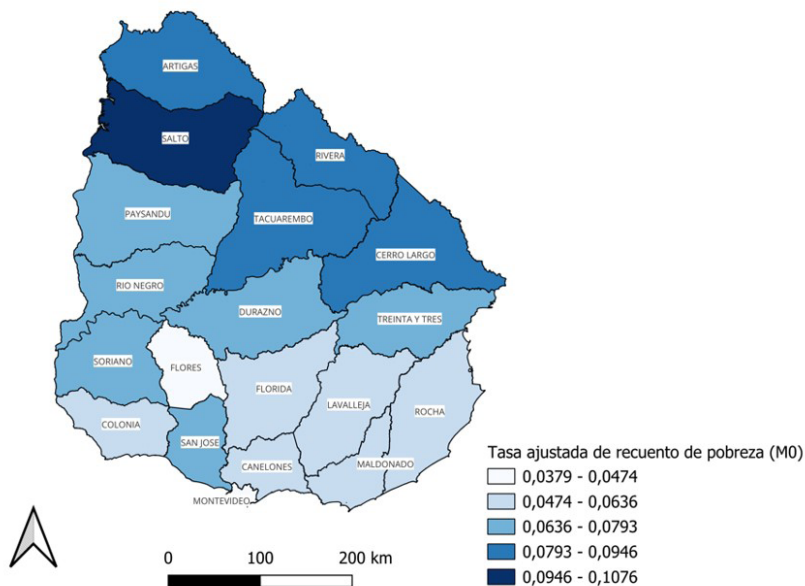 ARTIGAS
SALTO
RIVERA
PAYSANDU
TACUAREMBO
CERRO LARGO
RIO NEGRO
DURAZNO
TREINTA Y TRES
SORIANO
FLORES
FLORIDA
LAVALLEJA
ROCHA
COLONIA
SAN JOSE
CANELONES
MALDONADO
MONTEVIDEO
Tasa ajustada de recuento de pobreza (M0)
0,0379 - 0,0474
0,0474 - 0,0636
0,0636 - 0,0793
0,0793 - 0,0946
0,0946 - 0,1076
0 100 200 km